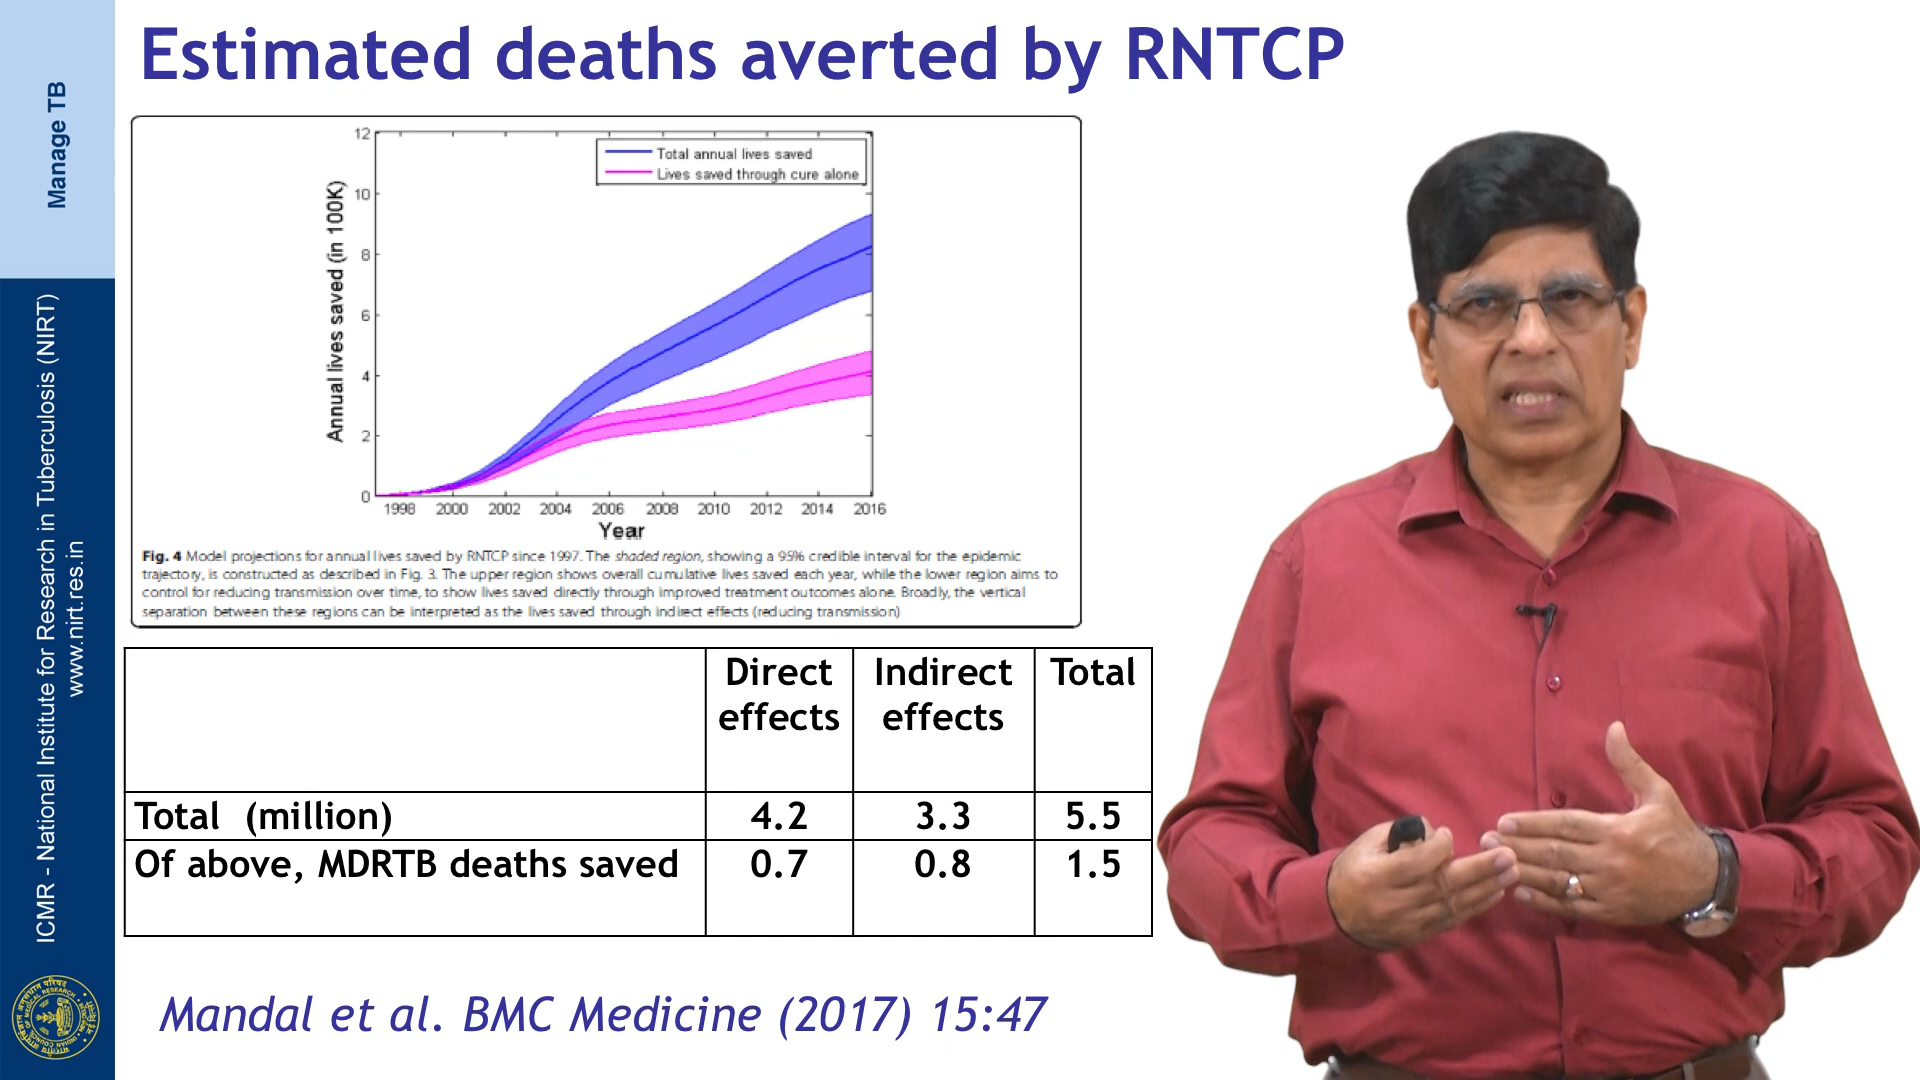 Manage TB
ICMR - National Institute for Research in Tuberculosis (NIRT)
www.nirt.res.in
Estimated deaths averted by RNTCP
12
10
8
6
4
2
0
Annual lives saved (in 100K)
Total annual lives saved
Lives saved through cure alone
1998 2000 2002 2004 2006 2008 2010 2012 2014 2016
Year
Fig. 4 Model projections for annual lives saved by RNTCP since 1997. The shaded region, showing a 95% credible interval for the epidemic
trajectory, is constructed as described in Fig. 3. The upper region shows overall cumulative lives saved each year, while the lower region aims to
control for reducing transmission over time, to show lives saved directly through improved treatment outcomes alone. Broadly, the vertical
separation between these regions can be interpreted as the lives saved through indirect effects (reducing transmission)
Direct effects Indirect effects Total
Total (million) 4.2 3.3 5.5
Of above, MDRTB deaths saved 0.7 0.8 1.5
Mandal et al. BMC Medicine (2017) 15:47